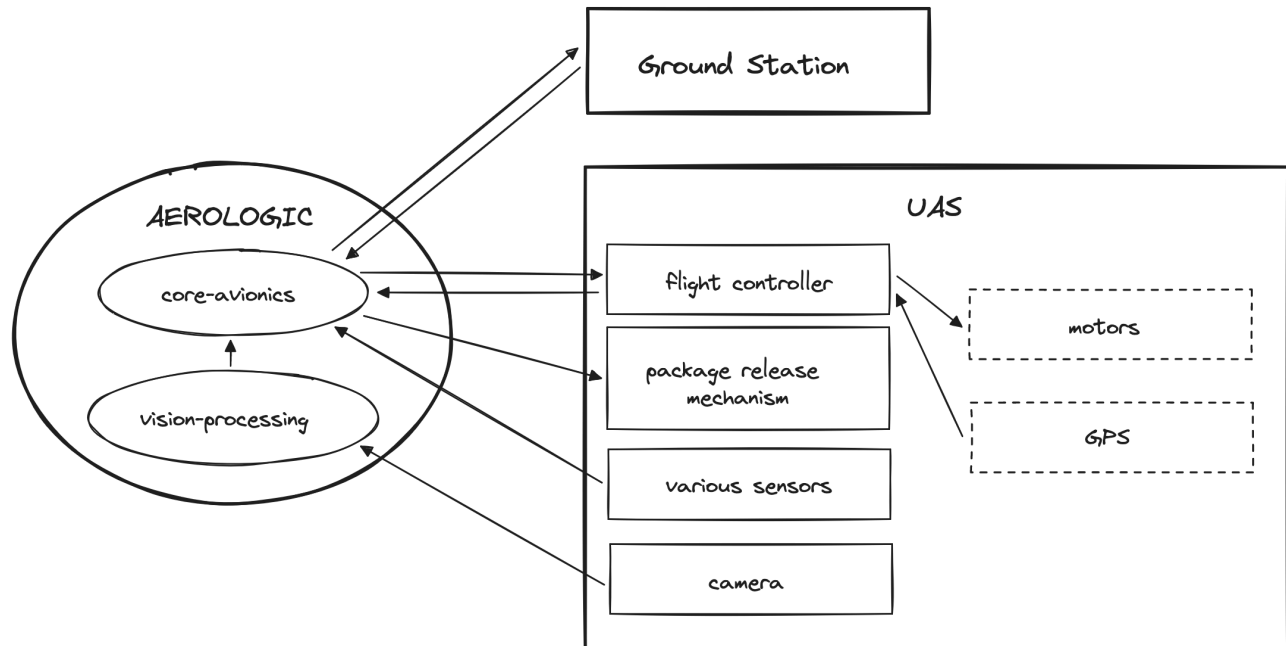 Ground Station
AEROLOGIC
core-avionics
vision-processing
UAS
flight controller
package release
mechanism
various sensors
camera
motors
GPS